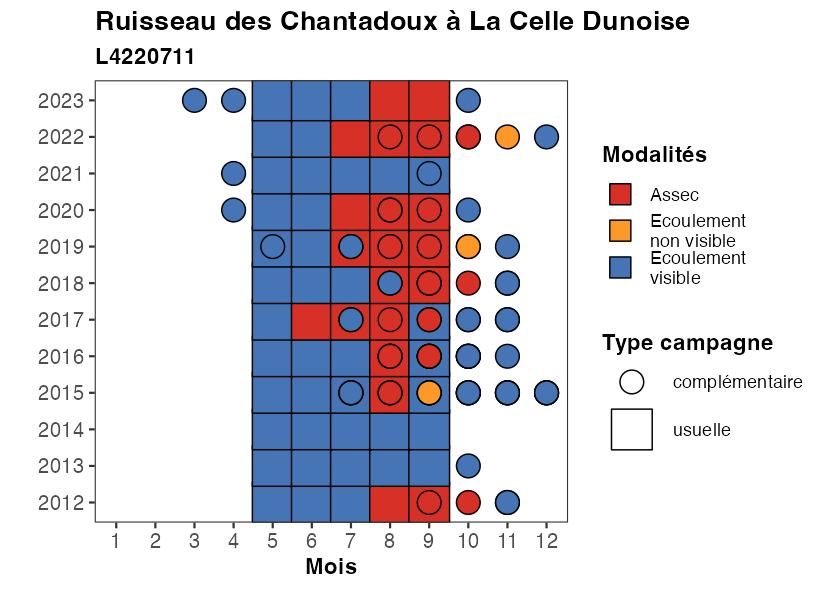 Ruisseau des Chantadoux à La Celle Dunoise
L4220711
2023
2022
2021
2020
2019
2018
2017
2016
2015
2014
2013
2012
1 2 3 4 5 6 7 8 9 10 11 12
Mois
Modalités
Assec
Ecoulement
non visible
Ecoulement
visible
Type campagne
complémentaire
usuelle